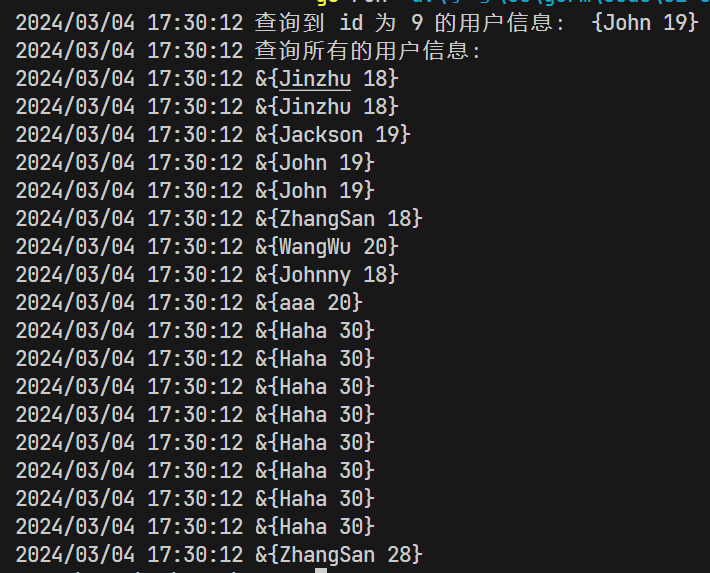 2024/03/04 17:30:12 查询到 id 为 9 的用户信息: {John 19}
2024/03/04 17:30:12 查询所有的用户信息:
2024/03/04 17:30:12 &{Jinzhu 18}
2024/03/04 17:30:12 &{Jinzhu 18}
2024/03/04 17:30:12 &{Jackson 19}
2024/03/04 17:30:12 &{John 19}
2024/03/04 17:30:12 &{John 19}
2024/03/04 17:30:12 &{ZhangSan 18}
2024/03/04 17:30:12 &{WangWu 20}
2024/03/04 17:30:12 &{Johnny 18}
2024/03/04 17:30:12 &{aaa 20}
2024/03/04 17:30:12 &{Haha 30}
2024/03/04 17:30:12 &{Haha 30}
2024/03/04 17:30:12 &{Haha 30}
2024/03/04 17:30:12 &{Haha 30}
2024/03/04 17:30:12 &{Haha 30}
2024/03/04 17:30:12 &{Haha 30}
2024/03/04 17:30:12 &{Haha 30}
2024/03/04 17:30:12 &{Haha 30}
2024/03/04 17:30:12 &{ZhangSan 28}